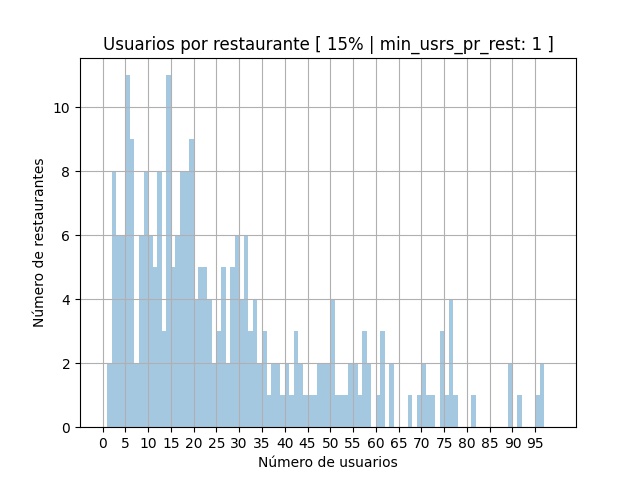 Usuarios por restaurante [ 15% | min_usrs_pr_rest: 1 ]
Número de restaurantes
10
8
6
4
2
0
0 5 10 15 20 25 30 35 40 45 50 55 60 65 70 75 80 85 90 95
Número de usuarios